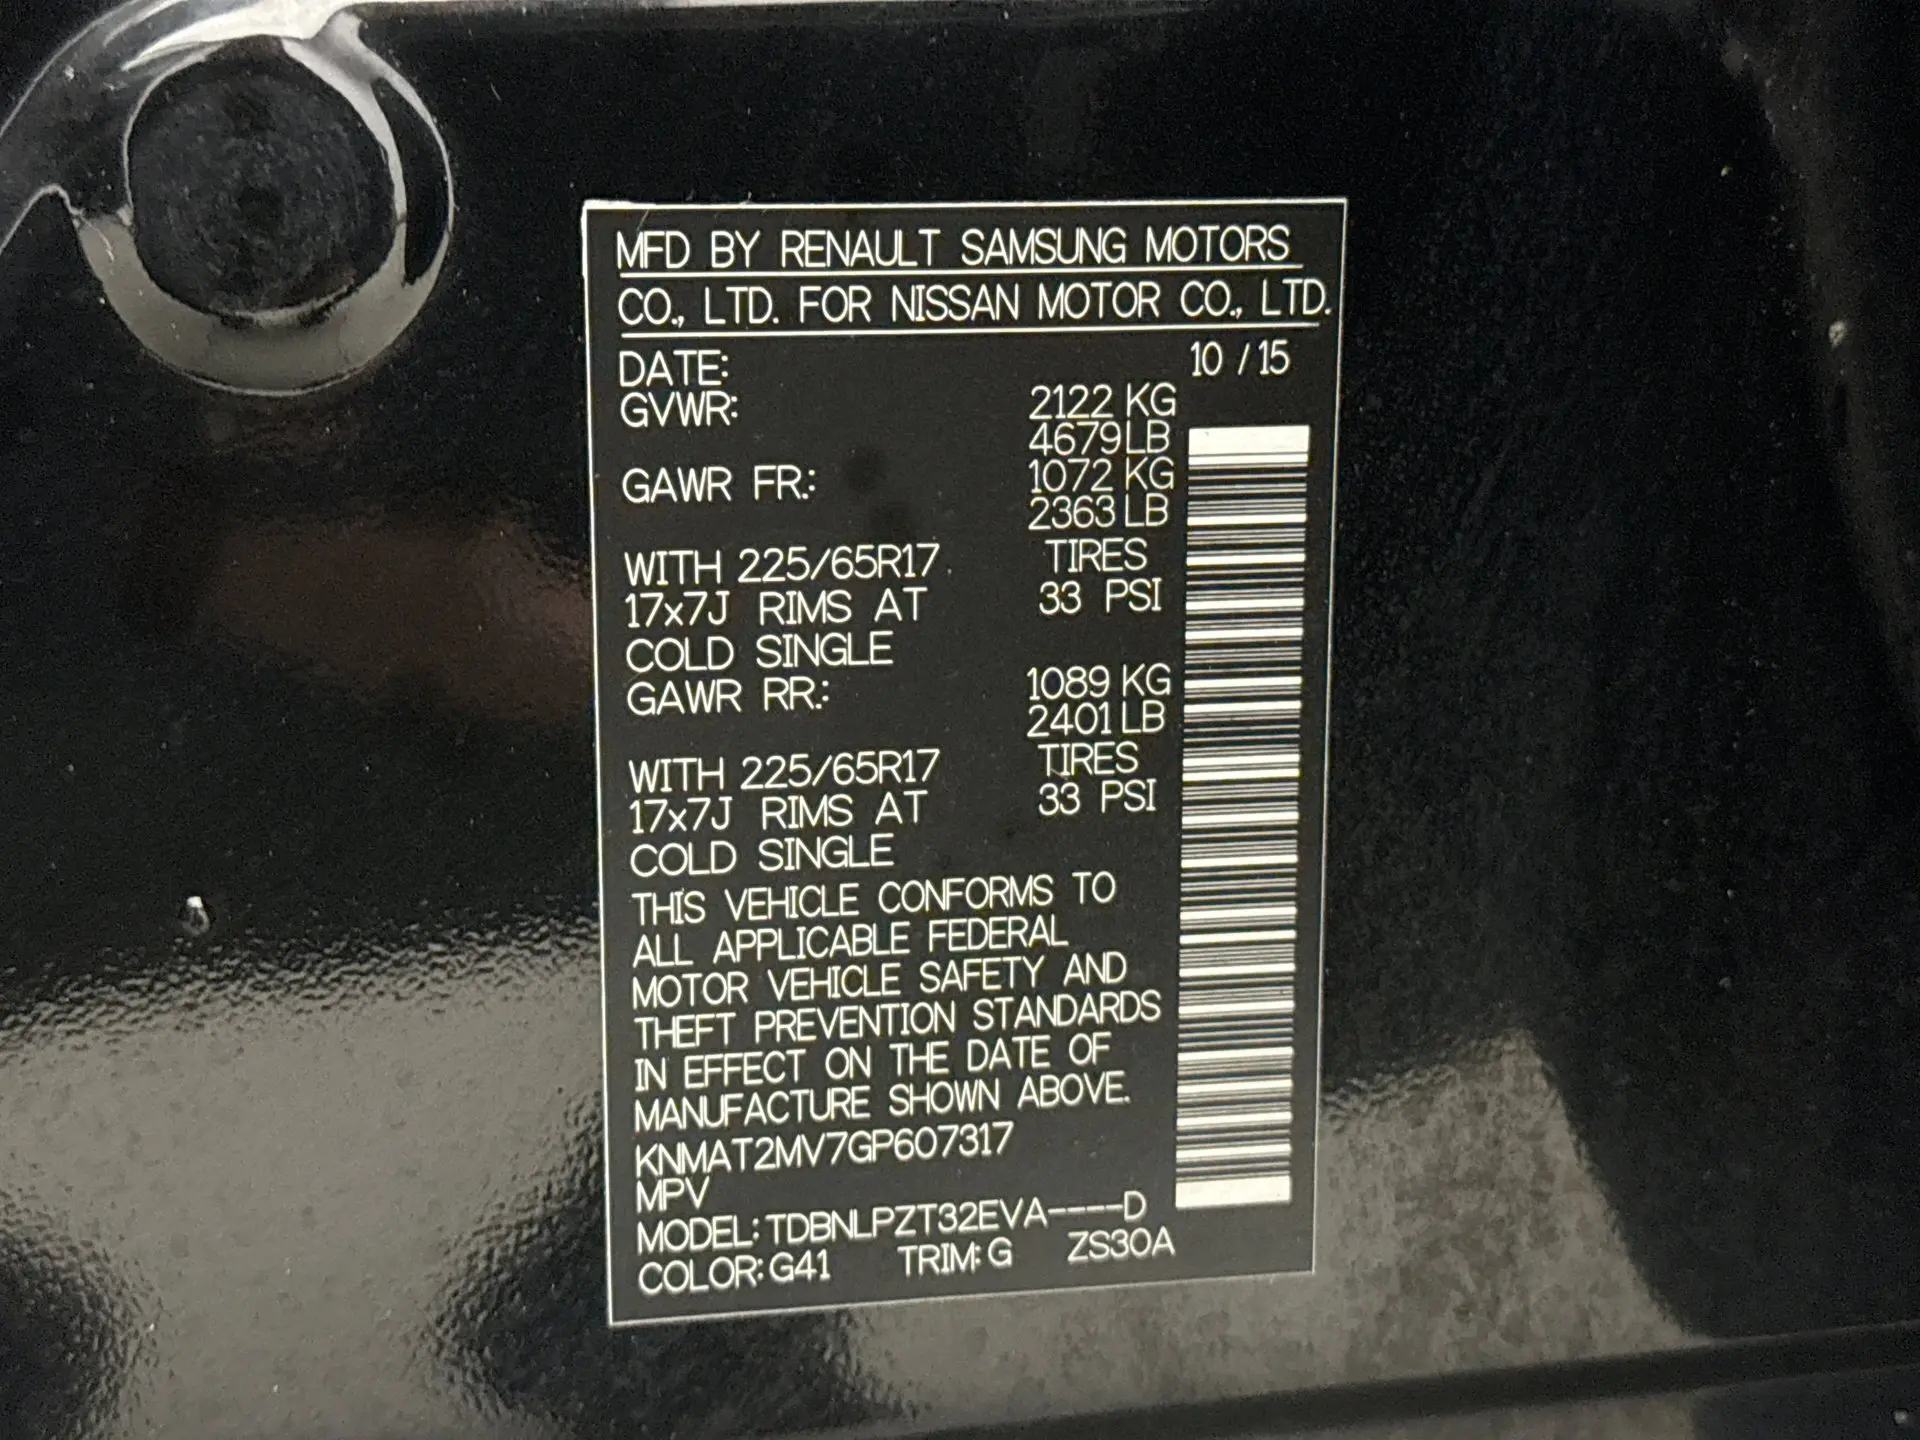 MFD BY RENAULT SAMSUNG MOTORS
CO., LTD. FOR NISSAN MOTOR CO., LTD.
DATE: 10 / 15
GVWR: 2122 KG
4679 LB
GAWR FR.: 1072 KG
2363 LB
WITH 225/65R17 TIRES
17x7J RIMS AT 33 PSI
COLD SINGLE
GAWR RR.: 1089 KG
2401 LB
WITH 225/65R17 TIRES
17x7J RIMS AT 33 PSI
COLD SINGLE
THIS VEHICLE CONFORMS TO
ALL APPLICABLE FEDERAL
MOTOR VEHICLE SAFETY AND
THEFT PREVENTION STANDARDS
IN EFFECT ON THE DATE OF
MANUFACTURE SHOWN ABOVE.
KNMAT2MV7GP607317
MPV
MODEL: TDBNLPZT32EVA----D
COLOR: G41 TRIM: G ZS30A